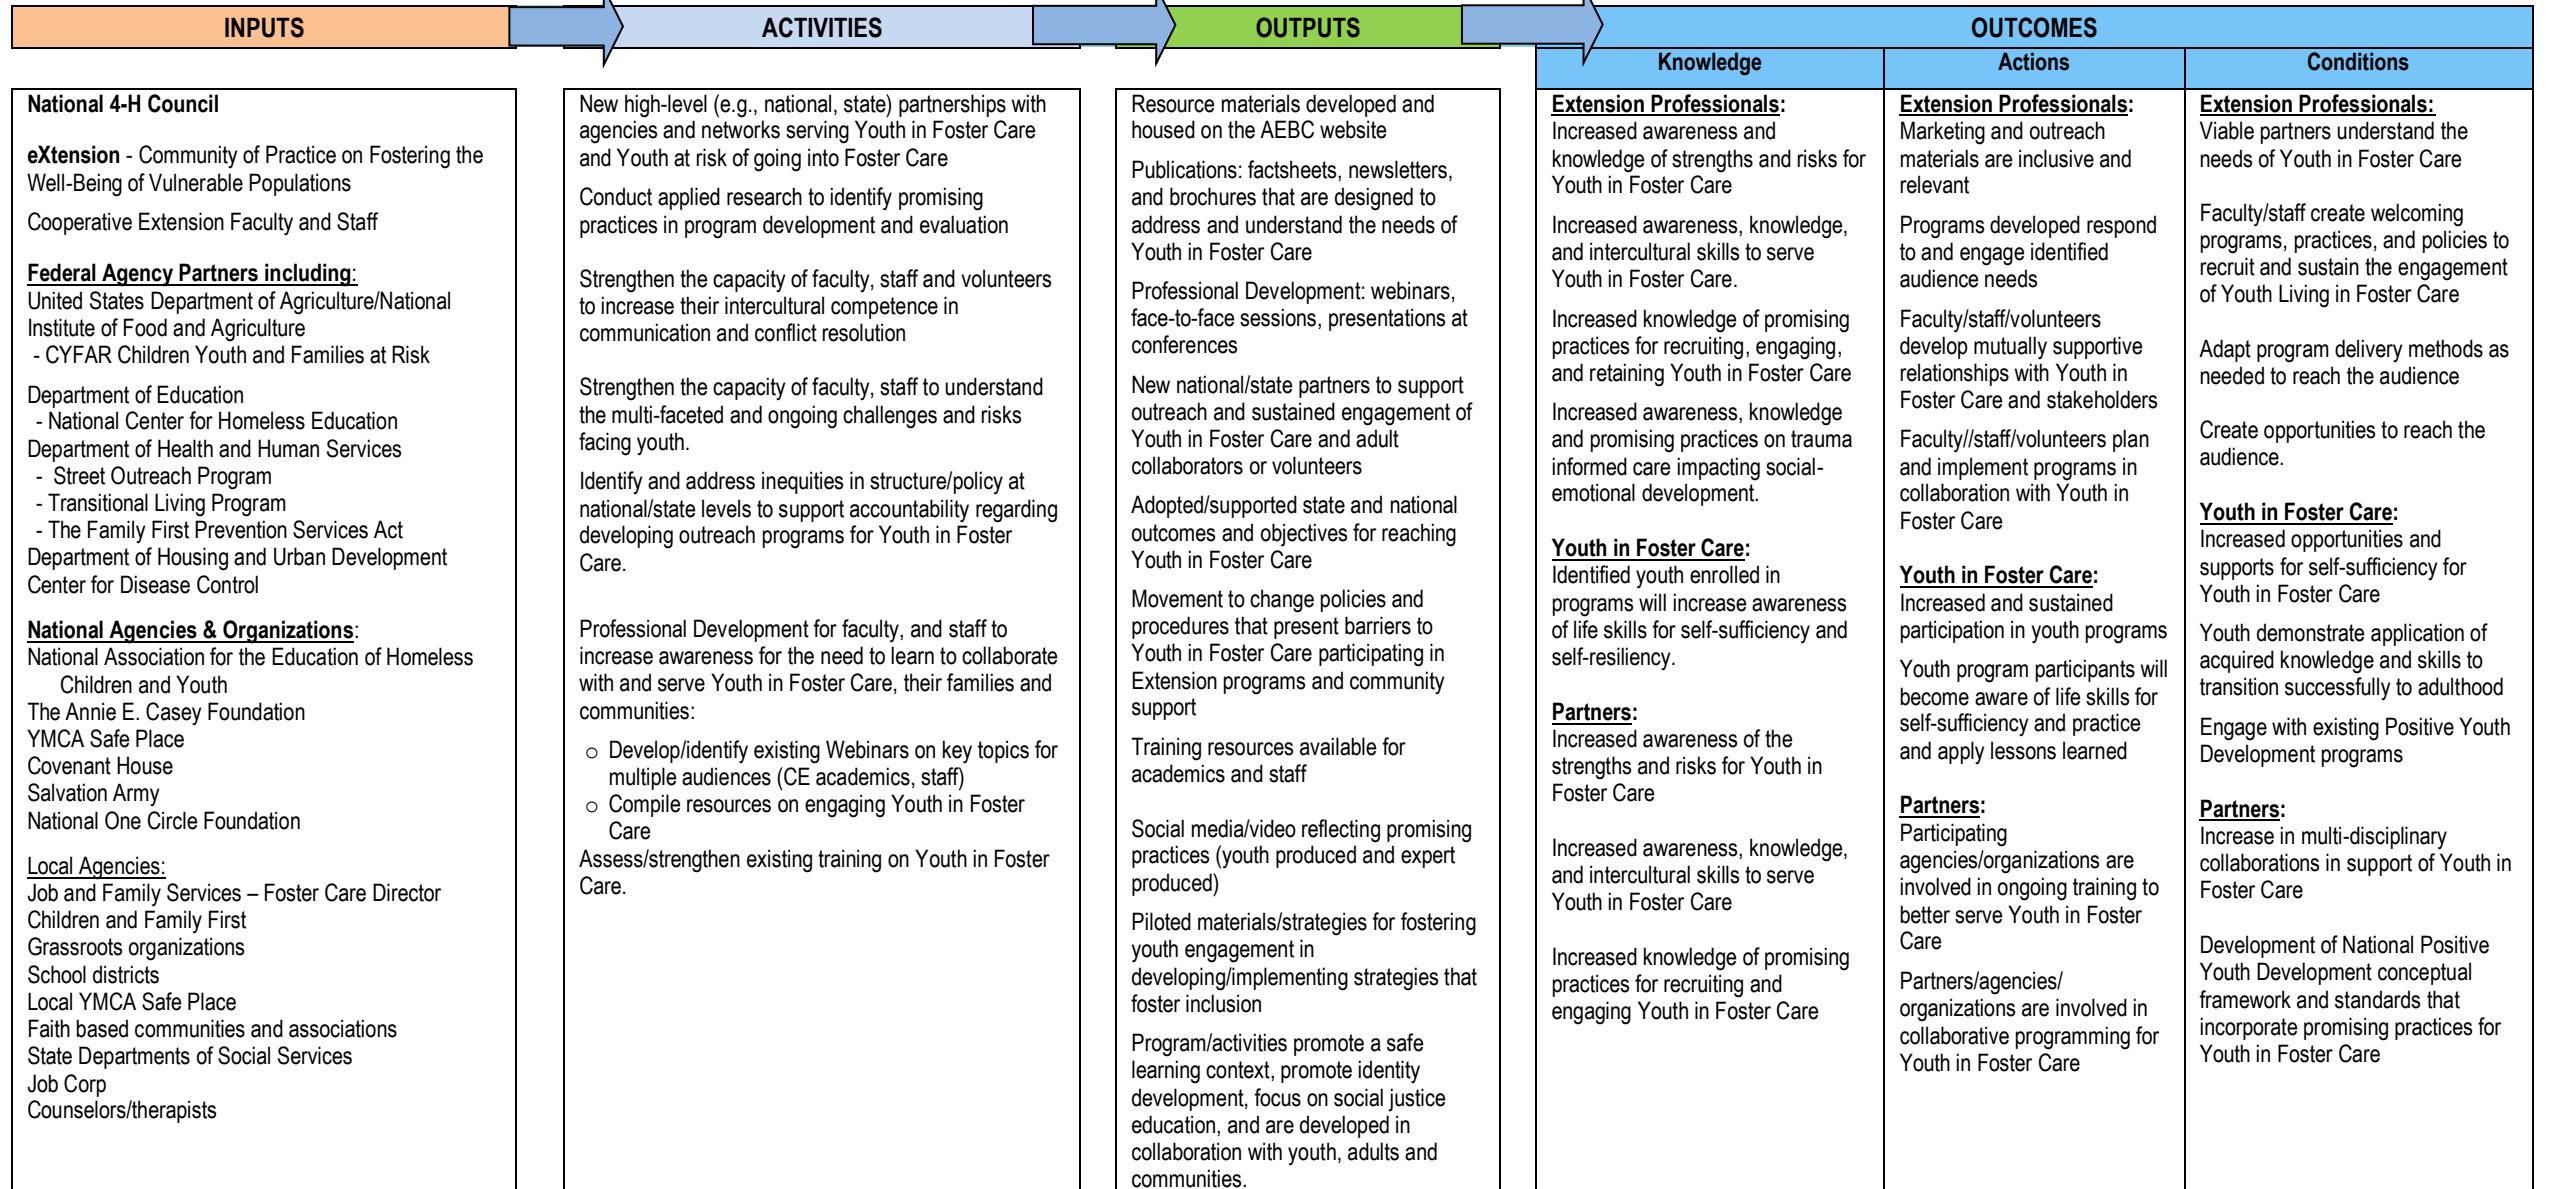 INPUTS
National 4-H Council
eXtension - Community of Practice on Fostering the
Well-Being of Vulnerable Populations
Cooperative Extension Faculty and Staff
Federal Agency Partners including:
United States Department of Agriculture/National
Institute of Food and Agriculture
- CYFAR Children Youth and Families at Risk
Department of Education
- National Center for Homeless Education
Department of Health and Human Services
- Street Outreach Program
- Transitional Living Program
- The Family First Prevention Services Act
Department of Housing and Urban Development
Center for Disease Control
National Agencies & Organizations:
National Association for the Education of Homeless
Children and Youth
The Annie E. Casey Foundation
YMCA Safe Place
Covenant House
Salvation Army
National One Circle Foundation
Local Agencies:
Job and Family Services – Foster Care Director
Children and Family First
Grassroots organizations
School districts
Local YMCA Safe Place
Faith based communities and associations
State Departments of Social Services
Job Corp
Counselors/therapists
ACTIVITIES
New high-level (e.g., national, state) partnerships with
agencies and networks serving Youth in Foster Care
and Youth at risk of going into Foster Care
Conduct applied research to identify promising
practices in program development and evaluation
Strengthen the capacity of faculty, staff and volunteers
to increase their intercultural competence in
communication and conflict resolution
Strengthen the capacity of faculty, staff to understand
the multi-faceted and ongoing challenges and risks
facing youth.
Identify and address inequities in structure/policy at
national/state levels to support accountability regarding
developing outreach programs for Youth in Foster
Care.
Professional Development for faculty, and staff to
increase awareness for the need to learn to collaborate
with and serve Youth in Foster Care, their families and
communities:
o Develop/identify existing Webinars on key topics for
multiple audiences (CE academics, staff)
o Compile resources on engaging Youth in Foster
Care
Assess/strengthen existing training on Youth in Foster
Care.
OUTPUTS
Resource materials developed and
housed on the AEBC website
Publications: factsheets, newsletters,
and brochures that are designed to
address and understand the needs of
Youth in Foster Care
Professional Development: webinars,
face-to-face sessions, presentations at
conferences
New national/state partners to support
outreach and sustained engagement of
Youth in Foster Care and adult
collaborators or volunteers
Adopted/supported state and national
outcomes and objectives for reaching
Youth in Foster Care
Movement to change policies and
procedures that present barriers to
Youth in Foster Care participating in
Extension programs and community
support
Training resources available for
academics and staff
Social media/video reflecting promising
practices (youth produced and expert
produced)
Piloted materials/strategies for fostering
youth engagement in
developing/implementing strategies that
foster inclusion
Program/activities promote a safe
learning context, promote identity
development, focus on social justice
education, and are developed in
collaboration with youth, adults and
communities.
OUTCOMES
Knowledge
Extension Professionals:
Increased awareness and
knowledge of strengths and risks for
Youth in Foster Care
Increased awareness, knowledge,
and intercultural skills to serve
Youth in Foster Care.
Increased knowledge of promising
practices for recruiting, engaging,
and retaining Youth in Foster Care
Increased awareness, knowledge
and promising practices on trauma
informed care impacting social-
emotional development.
Youth in Foster Care:
Identified youth enrolled in
programs will increase awareness
of life skills for self-sufficiency and
self-resiliency.
Partners:
Increased awareness of the
strengths and risks for Youth in
Foster Care
Increased awareness, knowledge,
and intercultural skills to serve
Youth in Foster Care
Increased knowledge of promising
practices for recruiting and
engaging Youth in Foster Care
Actions
Extension Professionals:
Marketing and outreach
materials are inclusive and
relevant
Programs developed respond
to and engage identified
audience needs
Faculty/staff/volunteers
develop mutually supportive
relationships with Youth in
Foster Care and stakeholders
Faculty//staff/volunteers plan
and implement programs in
collaboration with Youth in
Foster Care
Youth in Foster Care:
Increased and sustained
participation in youth programs
Youth program participants will
become aware of life skills for
self-sufficiency and practice
and apply lessons learned
Partners:
Participating
agencies/organizations are
involved in ongoing training to
better serve Youth in Foster
Care
Partners/agencies/
organizations are involved in
collaborative programming for
Youth in Foster Care
Conditions
Extension Professionals:
Viable partners understand the
needs of Youth in Foster Care
Faculty/staff create welcoming
programs, practices, and policies to
recruit and sustain the engagement
of Youth Living in Foster Care
Adapt program delivery methods as
needed to reach the audience
Create opportunities to reach the
audience.
Youth in Foster Care:
Increased opportunities and
supports for self-sufficiency for
Youth in Foster Care
Youth demonstrate application of
acquired knowledge and skills to
transition successfully to adulthood
Engage with existing Positive Youth
Development programs
Partners:
Increase in multi-disciplinary
collaborations in support of Youth in
Foster Care
Development of National Positive
Youth Development conceptual
framework and standards that
incorporate promising practices for
Youth in Foster Care